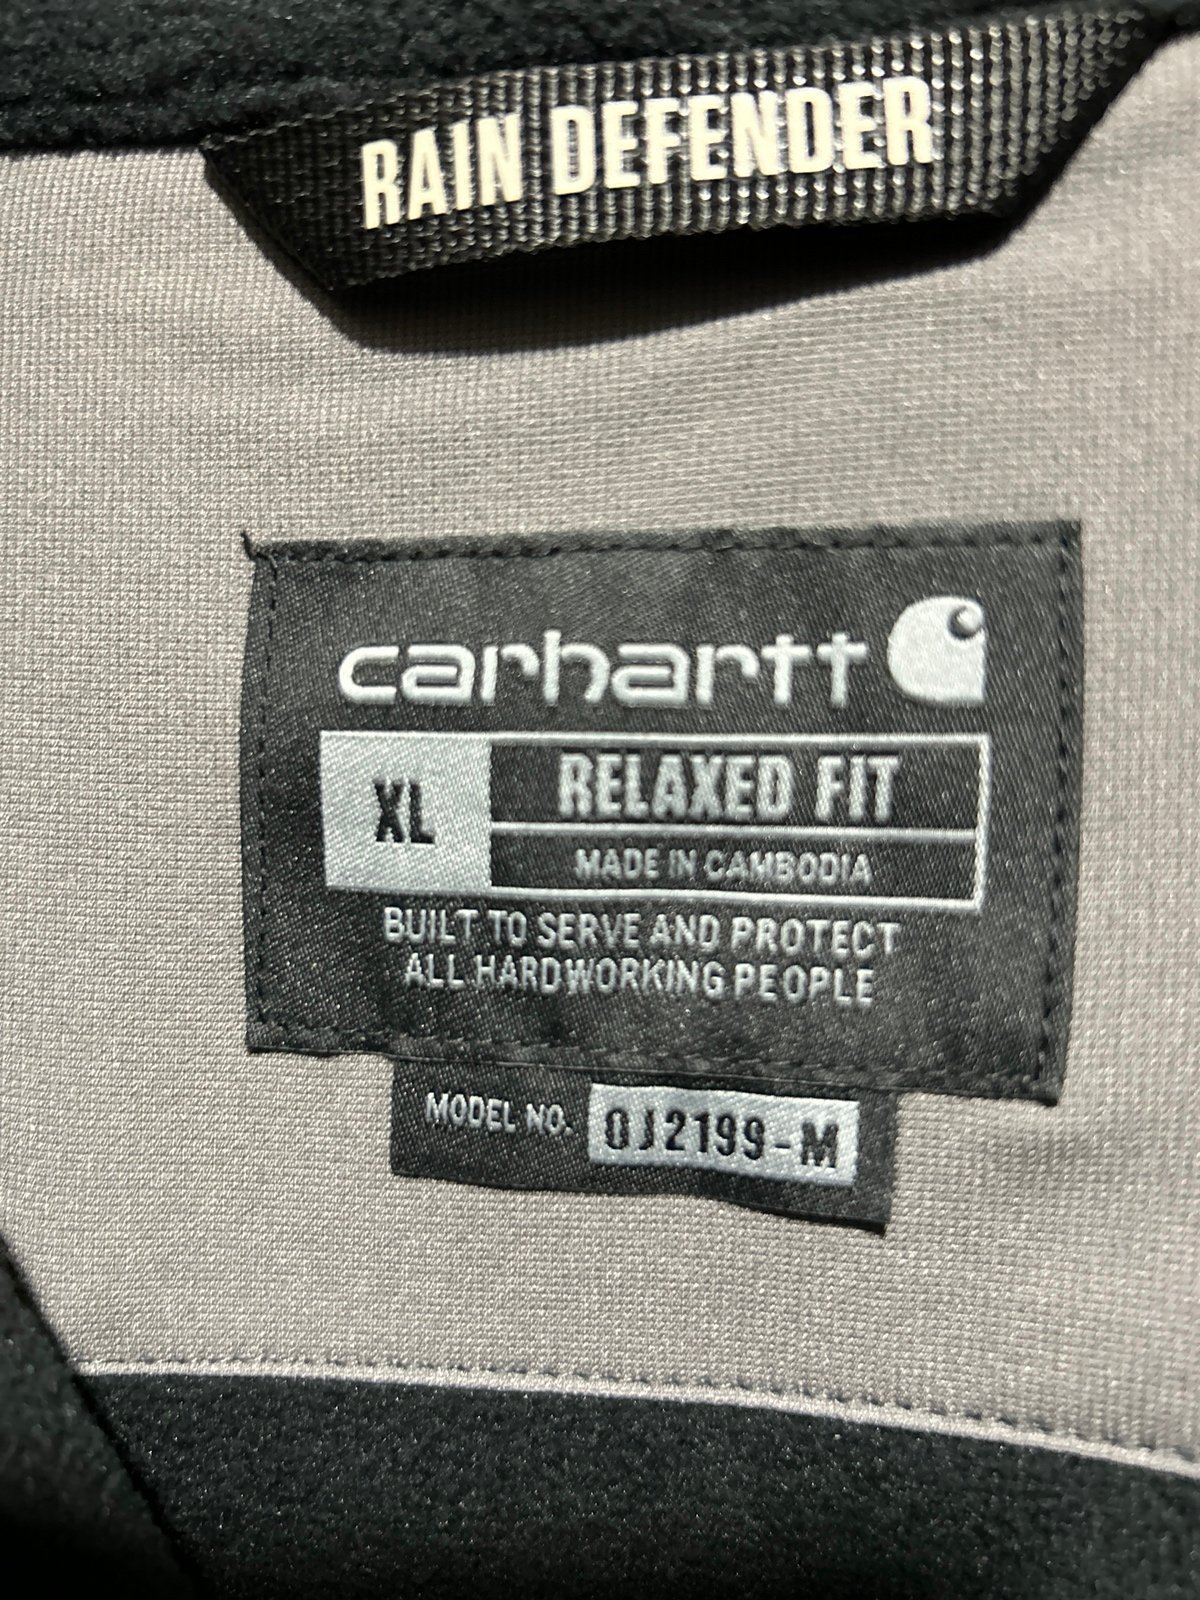 RAIN DEFENDER
carhartt
XL
RELAXED FIT
MADE IN CAMBODIA
BUILT TO SERVE AND PROTECT
ALL HARDWORKING PEOPLE
MODEL NO. OJ2199-M